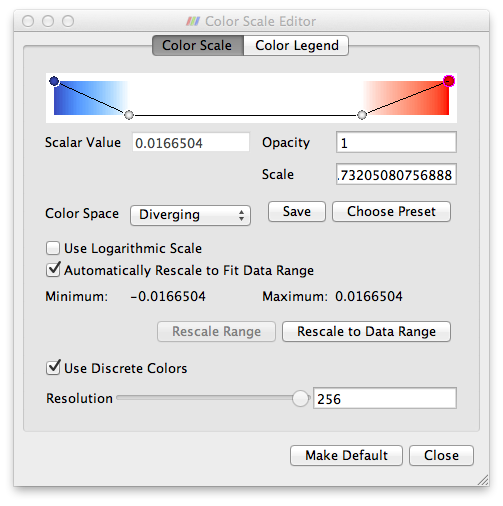 Color Scale Editor
Color Scale Color Legend
Scalar Value 0.0166504 Opacity 1
Scale .73205080756888
Color Space Diverging Save Choose Preset
Use Logarithmic Scale
Automatically Rescale to Fit Data Range
Minimum: -0.0166504 Maximum: 0.0166504
Rescale Range Rescale to Data Range
Use Discrete Colors
Resolution 256
Make Default Close